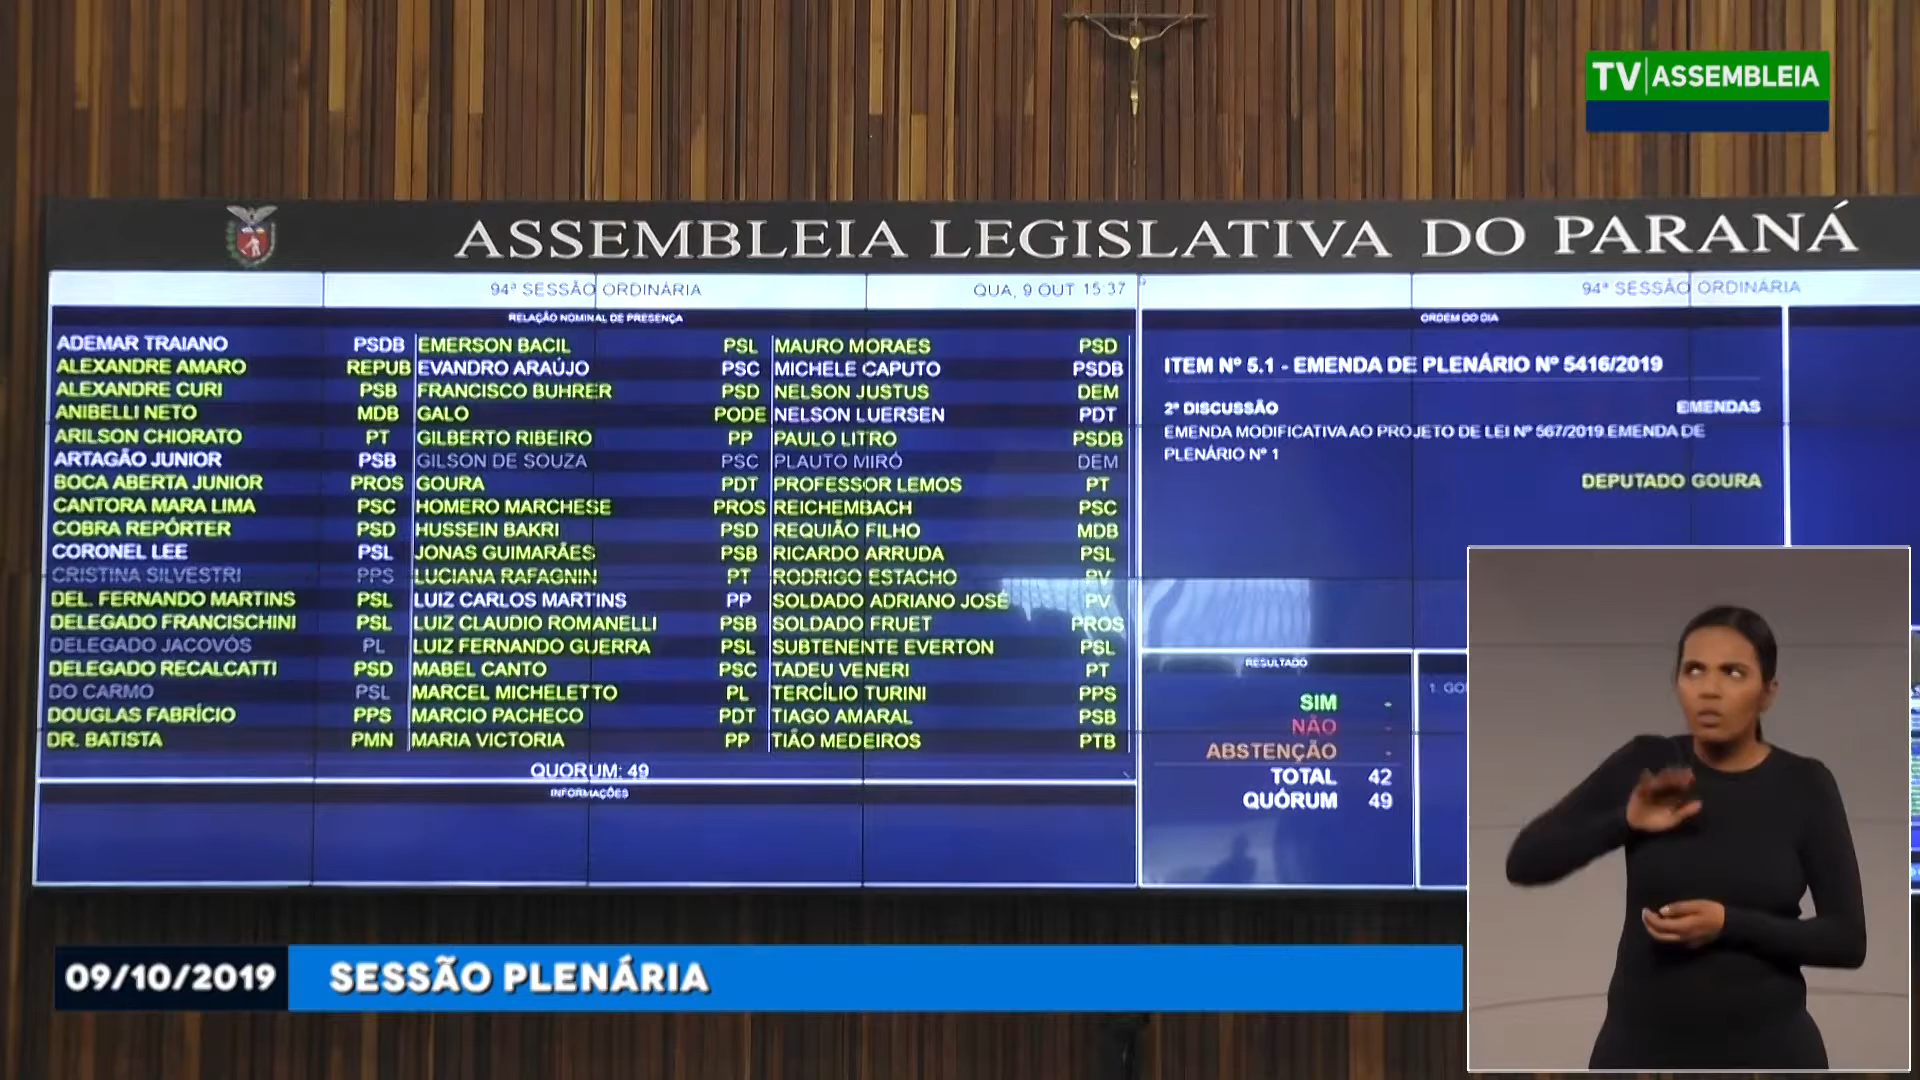 TV ASSEMBLEIA
ASSEMBLEIA LEGISLATIVA DO PARANÁ
94ª SESSÃO ORDINÁRIA QUA, 9 OUT 15:37
94ª SESSÃO ORDINÁRIA
RELAÇÃO NOMINAL DE PRESENÇA
ADEMAR TRAIANO PSDB EMERSON BACIL PSL MAURO MORAES PSD
ALEXANDRE AMARO REPUB EVANDRO ARAÚJO PSC MICHELE CAPUTO PSDB
ALEXANDRE CURI PSB FRANCISCO BUHRER PSD NELSON JUSTUS DEM
ANIBELLI NETO MDB GALO PODE NELSON LUERSEN PDT
ARILSON CHIORATO PT GILBERTO RIBEIRO PP PAULO LITRO PSDB
ARTAGÃO JUNIOR PSB GILSON DE SOUZA PSC PLAUTO MIRÓ DEM
BOCA ABERTA JUNIOR PROS GOURA PDT PROFESSOR LEMOS PT
CANTORA MARA LIMA PSC HOMERO MARCHESE PROS REICHEMBACH PSC
COBRA REPÓRTER PSD HUSSEIN BAKRI PSD REQUIÃO FILHO MDB
CORONEL LEE PSL JONAS GUIMARÃES PSB RICARDO ARRUDA PSL
CRISTINA SILVESTRI PPS LUCIANA RAFAGNIN PT RODRIGO ESTACHO PV
DEL. FERNANDO MARTINS PSL LUIZ CARLOS MARTINS PP SOLDADO ADRIANO JOSÉ PV
DELEGADO FRANCISCHINI PSL LUIZ CLAUDIO ROMANELLI PSB SOLDADO FRUET PROS
DELEGADO JACOVÓS PL LUIZ FERNANDO GUERRA PSL SUBTENENTE EVERTON PSL
DELEGADO RECALCATTI PSD MABEL CANTO PSC TADEU VENERI PT
DO CARMO PSL MARCEL MICHELETTO PL TERCÍLIO TURINI PPS
DOUGLAS FABRÍCIO PPS MARCIO PACHECO PDT TIAGO AMARAL PSB
DR. BATISTA PMN MARIA VICTORIA PP TIÃO MEDEIROS PTB
QUORUM: 49
INFORMAÇÕES
ORDEM DO DIA
ITEM Nº 5.1 - EMENDA DE PLENÁRIO Nº 5416/2019
2ª DISCUSSÃO EMENDAS
EMENDA MODIFICATIVA AO PROJETO DE LEI Nº 567/2019 EMENDA DE
PLENÁRIO Nº 1
DEPUTADO GOURA
RESULTADO
SIM -
NÃO -
ABSTENÇÃO -
TOTAL 42
QUÓRUM 49
09/10/2019 SESSÃO PLENÁRIA